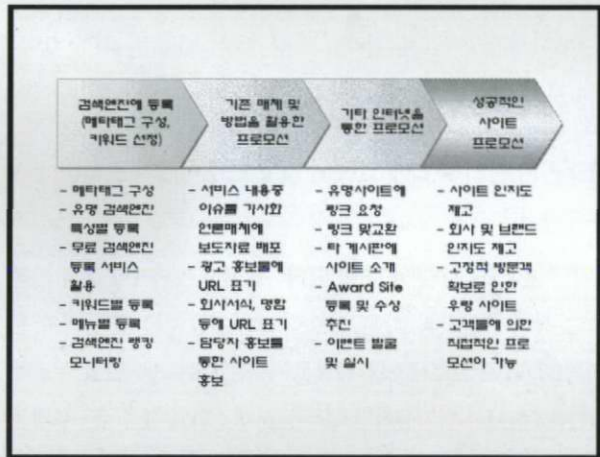 검색엔진에 등록
(메타태그 구성,
키워드 선정)
기존 매체 및
방법을 활용한
프로모션
기타 인터넷을
통한 프로모션
성공적인
사이트
프로모션
- 메타태그 구성
- 유명 검색엔진
특성별 등록
- 무료 검색엔진
등록 서비스
활용
- 키워드별 등록
- 메뉴별 등록
- 검색엔진 랭킹
모니터링
- 서비스 내용중
이슈를 기사화
언론매체에
보도자료 배포
- 광고 홍보물에
URL 표기
- 회사서식, 명함
등에 URL 표기
- 담당자 홍보를
통한 사이트
홍보
- 유명사이트에
링크 요청
- 링크 맞교환
- 타 게시판에
사이트 소개
- Award Site
등록 및 수상
추진
- 이벤트 발굴
및 실시
- 사이트 인지도
제고
- 회사 및 브랜드
인지도 제고
- 고정적 방문객
확보로 인한
우량 사이트
- 고객들에 의한
직접적인 프로
모션이 가능